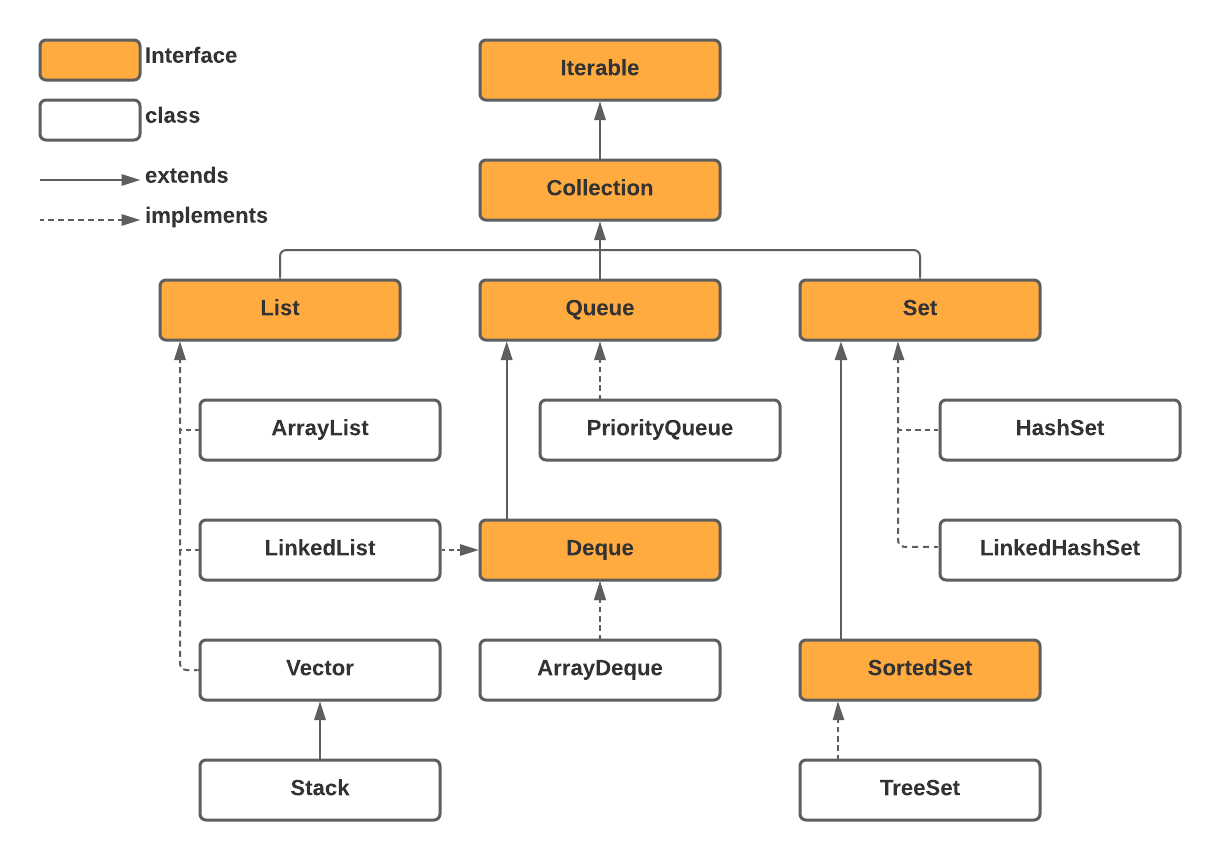 Interface
class
extends
implements
Iterable
Collection
List
Queue
Set
ArrayList
PriorityQueue
HashSet
LinkedList
Deque
LinkedHashSet
Vector
ArrayDeque
SortedSet
Stack
TreeSet